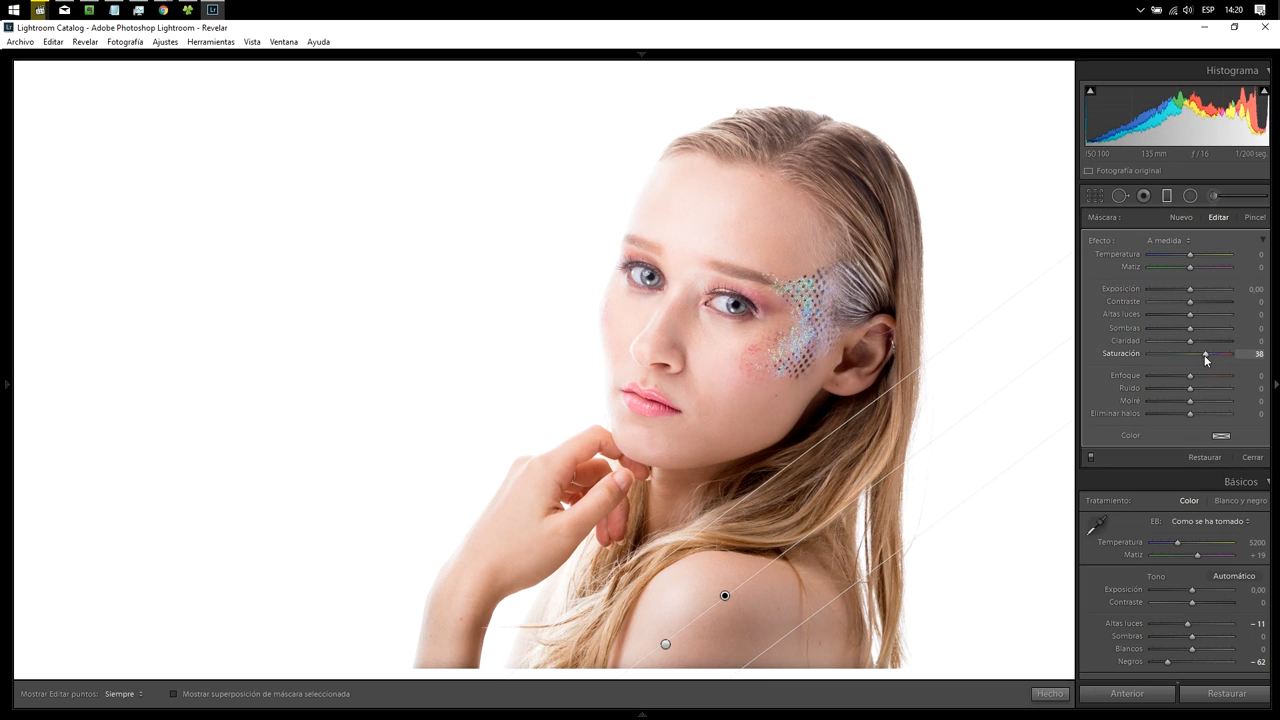 ESP 14:20
Lightroom Catalog - Adobe Photoshop Lightroom - Revelar
Archivo Editar Revelar Fotografía Ajustes Herramientas Vista Ventana Ayuda
Histograma
ISO 100 135 mm ƒ / 16 1/200 seg.
Fotografía original
Máscara : Nuevo Editar Pincel
Efecto : A medida
Temperatura 0
Matiz 0
Exposición 0,00
Contraste 0
Altas luces 0
Sombras 0
Claridad 0
Saturación 38
Enfoque 0
Ruido 0
Moiré 0
Eliminar halos 0
Color
Restaurar Cerrar
Básicos
Tratamiento: Color Blanco y negro
EB: Como se ha tomado
Temperatura 5200
Matiz + 19
Tono Automático
Exposición 0,00
Contraste 0
Altas luces − 11
Sombras 0
Blancos 0
Negros − 62
Mostrar Editar puntos: Siempre Mostrar superposición de máscara seleccionada Hecho Anterior Restaurar